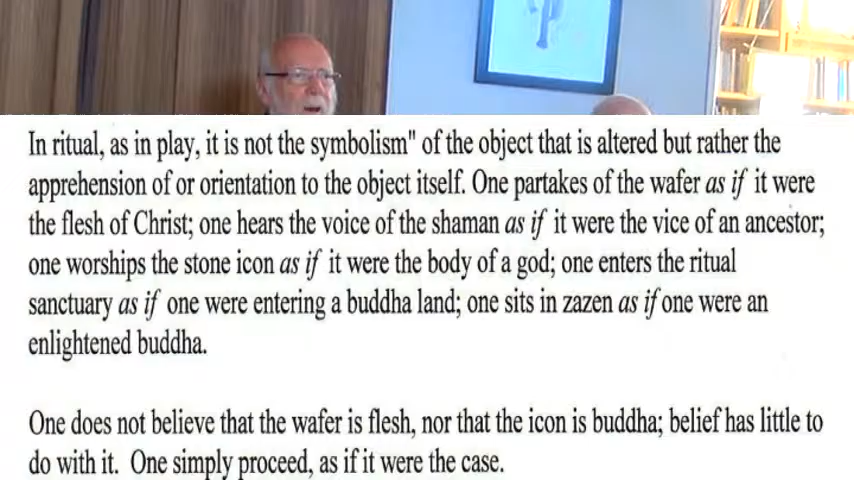 In ritual, as in play, it is not the symbolism" of the object that is altered but rather the
apprehension of or orientation to the object itself. One partakes of the wafer as if it were
the flesh of Christ; one hears the voice of the shaman as if it were the vice of an ancestor;
one worships the stone icon as if it were the body of a god; one enters the ritual
sanctuary as if one were entering a buddha land; one sits in zazen as if one were an
enlightened buddha.
One does not believe that the wafer is flesh, nor that the icon is buddha; belief has little to
do with it. One simply proceed, as if it were the case.